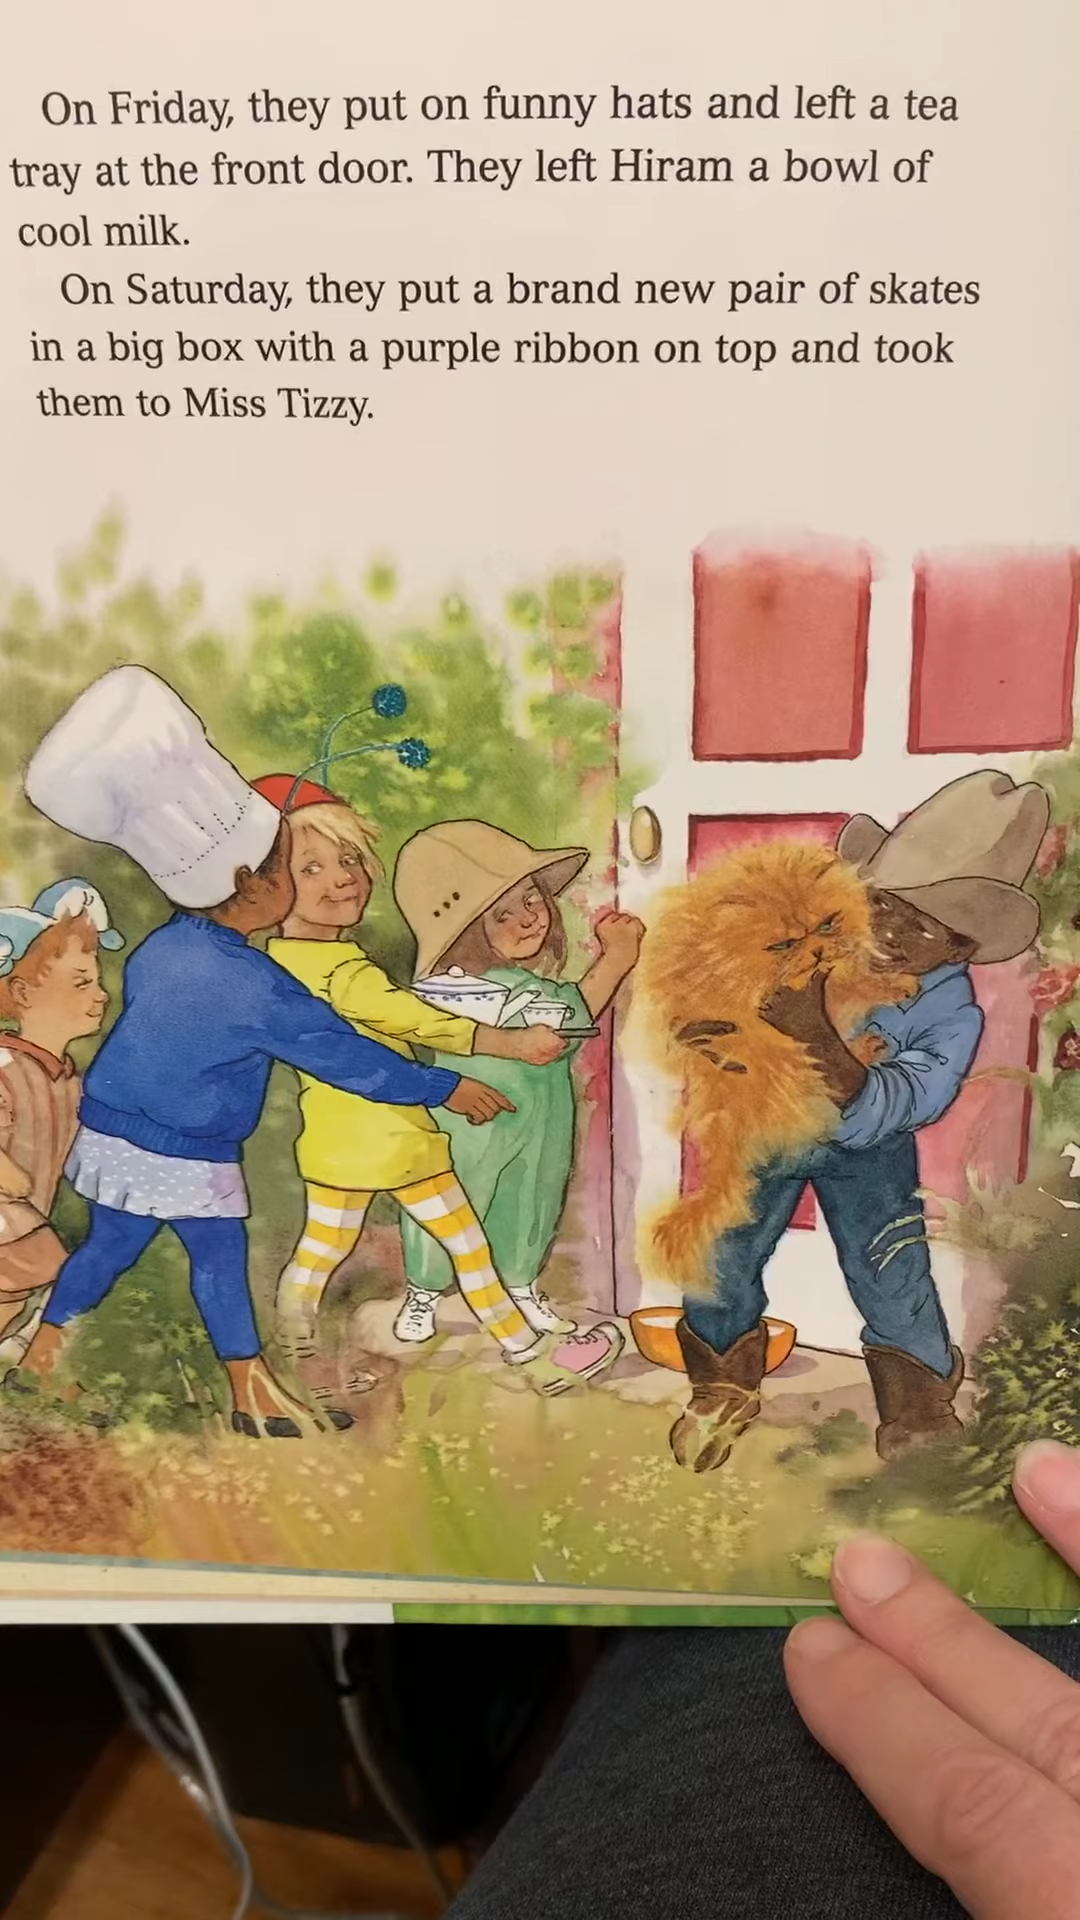 On Friday, they put on funny hats and left a tea
tray at the front door. They left Hiram a bowl of
cool milk.
On Saturday, they put a brand new pair of skates
in a big box with a purple ribbon on top and took
them to Miss Tizzy.